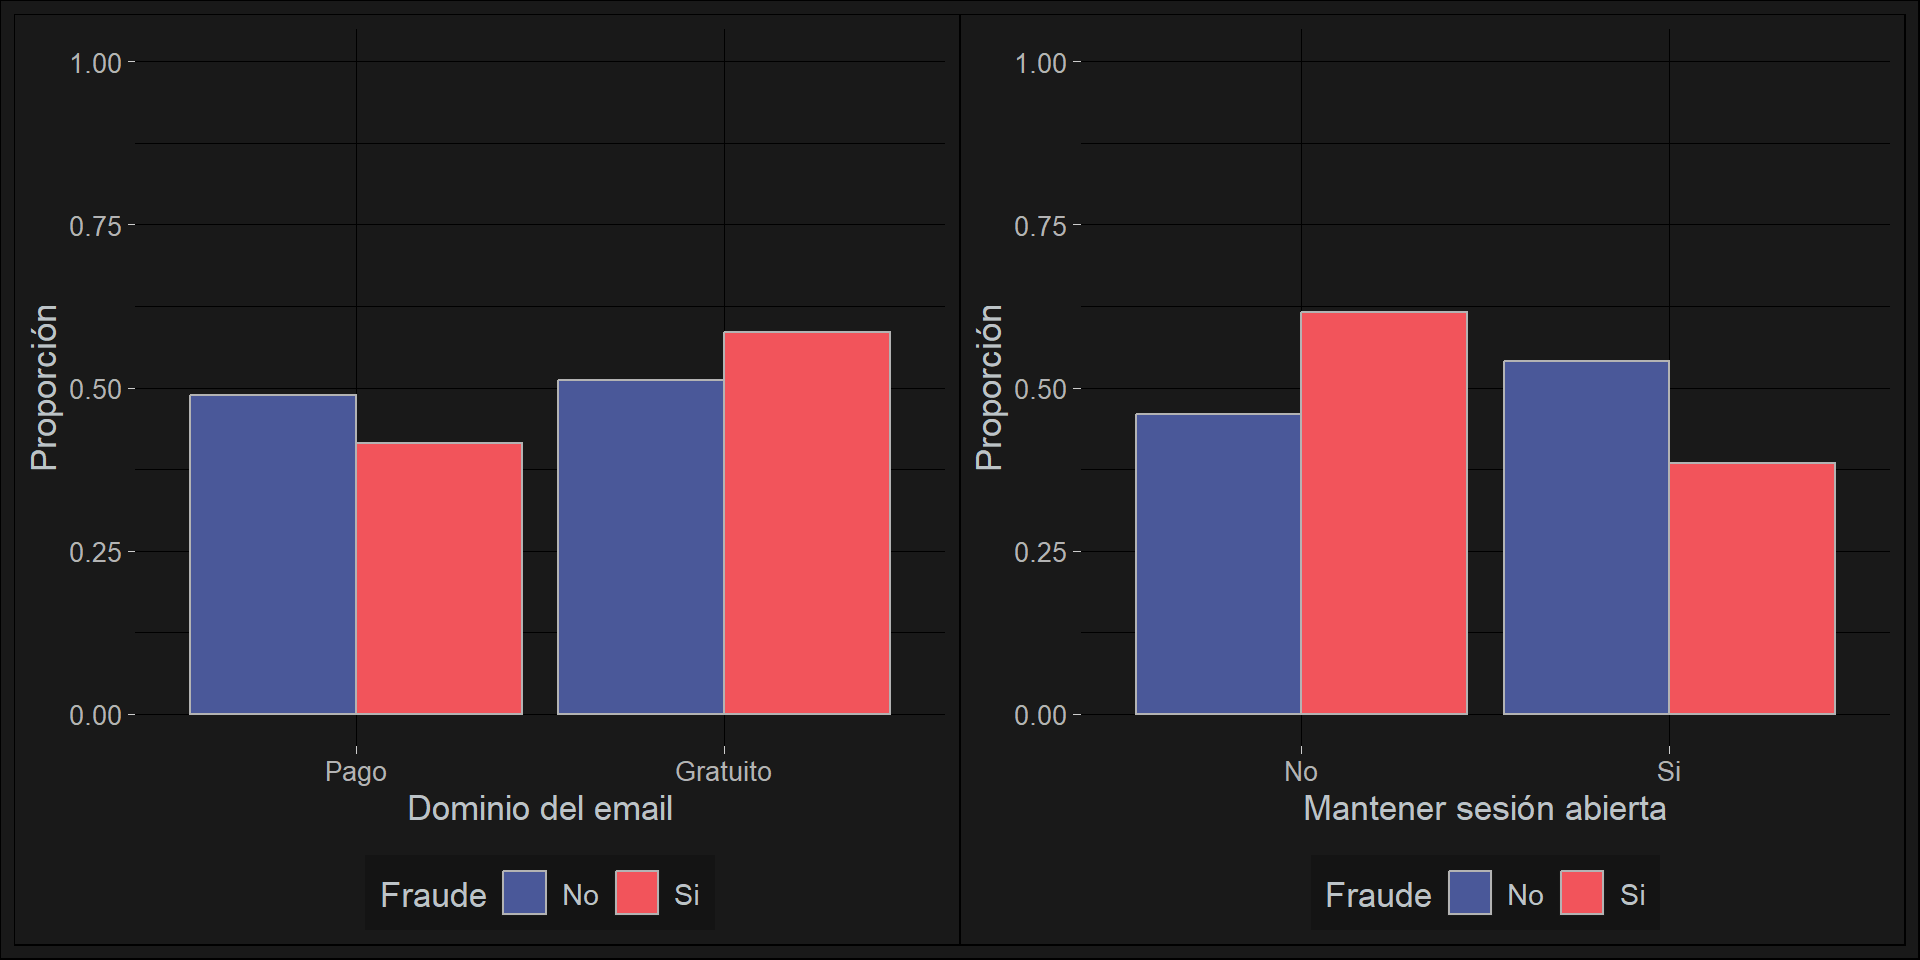 Proporción
1.00
0.75
0.50
0.25
0.00
Pago Gratuito
Dominio del email
Fraude No Si
Proporción
1.00
0.75
0.50
0.25
0.00
No Si
Mantener sesión abierta
Fraude No Si